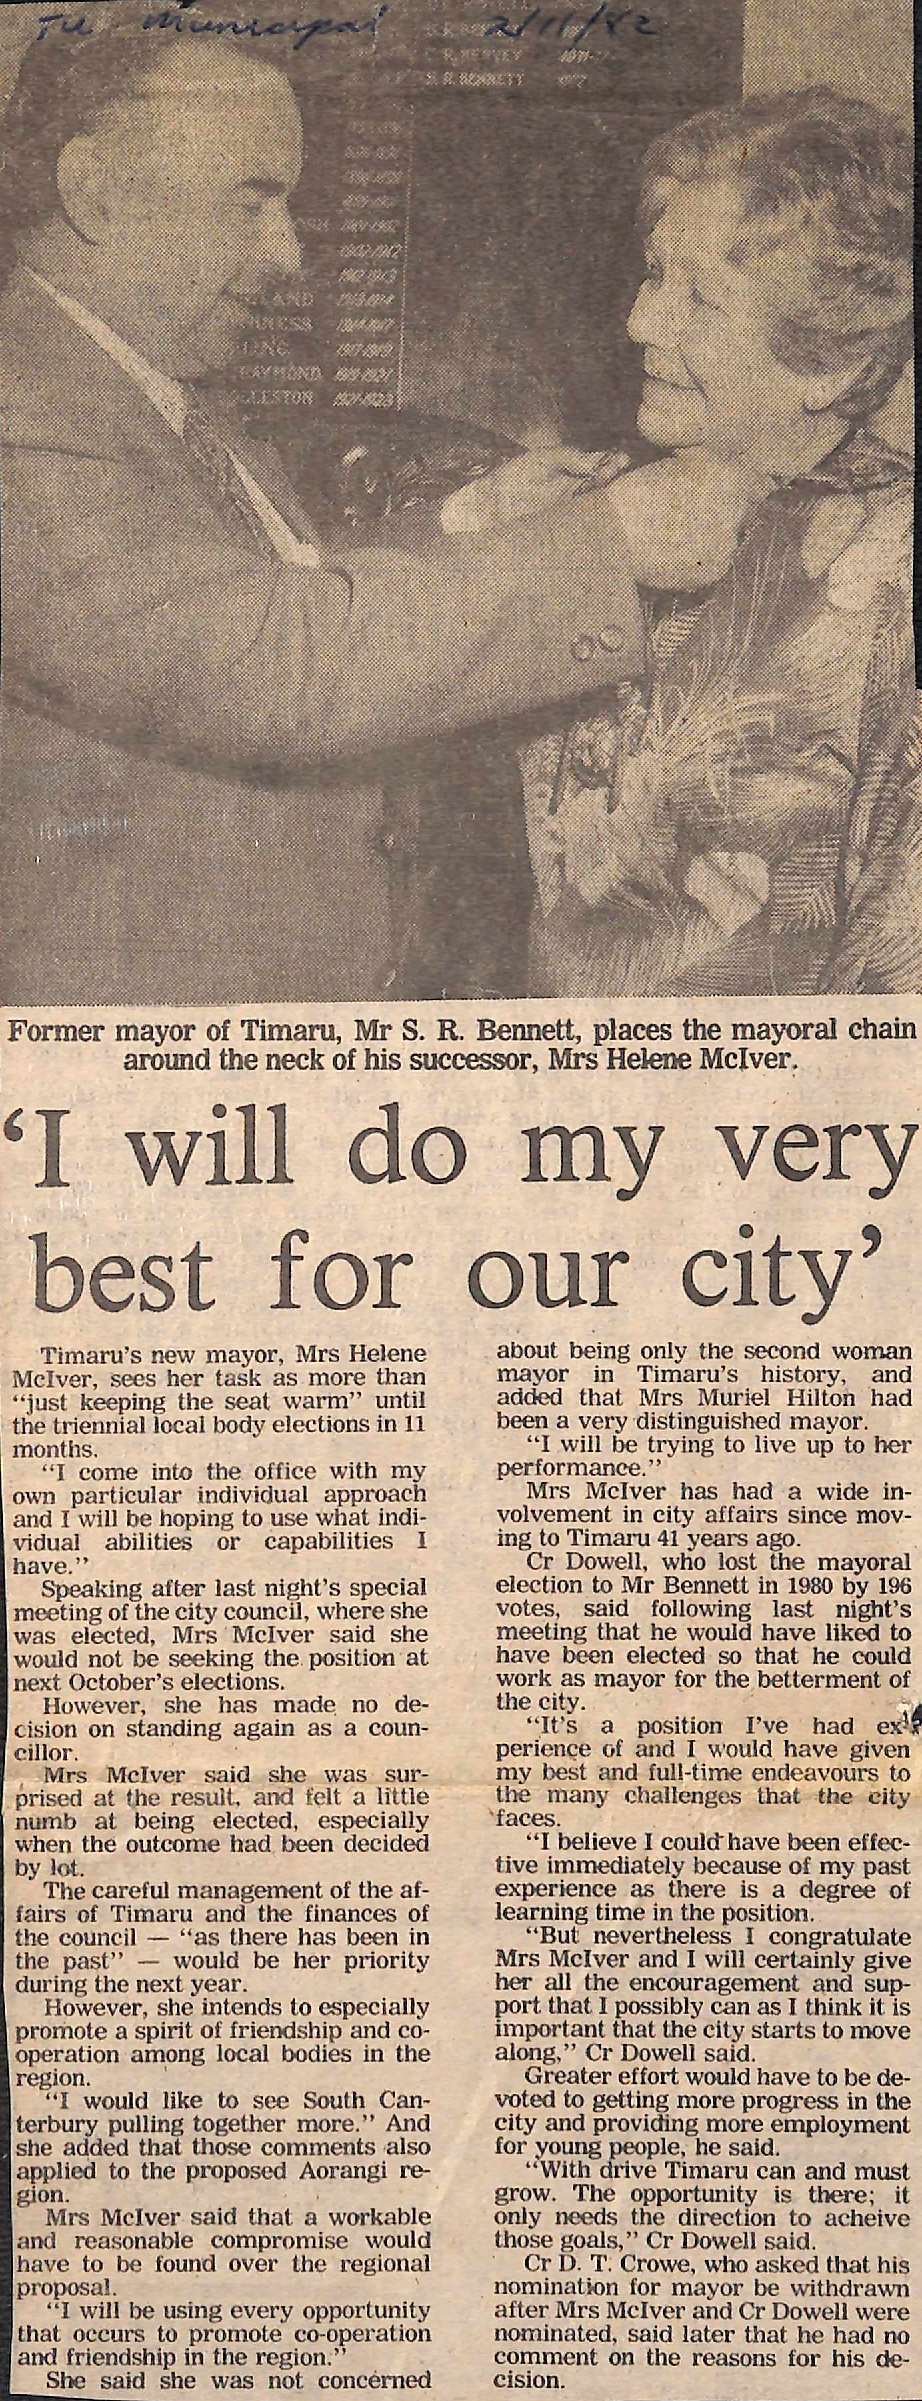 Tu Municipal 2/11/82
R. R. BENNETT
RAYMOND
Former mayor of Timaru, Mr S. R. Bennett, places the mayoral chain
around the neck of his successor, Mrs Helene McIver.
‘I will do my very
best for our city’
Timaru’s new mayor, Mrs Helene
McIver, sees her task as more than
“just keeping the seat warm” until
the triennial local body elections in 11
months.
“I come into the office with my
own particular individual approach
and I will be hoping to use what indi-
vidual abilities or capabilities I
have.”
Speaking after last night’s special
meeting of the city council, where she
was elected, Mrs McIver said she
would not be seeking the position at
next October’s elections.
However, she has made no de-
cision on standing again as a coun-
cillor.
Mrs McIver said she was sur-
prised at the result, and felt a little
numb at being elected, especially
when the outcome had been decided
by lot.
The careful management of the af-
fairs of Timaru and the finances of
the council — “as there has been in
the past” — would be her priority
during the next year.
However, she intends to especially
promote a spirit of friendship and co-
operation among local bodies in the
region.
“I would like to see South Can-
terbury pulling together more.” And
she added that those comments also
applied to the proposed Aorangi re-
gion.
Mrs McIver said that a workable
and reasonable compromise would
have to be found over the regional
proposal.
“I will be using every opportunity
that occurs to promote co-operation
and friendship in the region.”
She said she was not concerned
about being only the second woman
mayor in Timaru’s history, and
added that Mrs Muriel Hilton had
been a very distinguished mayor.
“I will be trying to live up to her
performance.”
Mrs McIver has had a wide in-
volvement in city affairs since mov-
ing to Timaru 41 years ago.
Cr Dowell, who lost the mayoral
election to Mr Bennett in 1980 by 196
votes, said following last night’s
meeting that he would have liked to
have been elected so that he could
work as mayor for the betterment of
the city.
“It’s a position I’ve had ex-
perience of and I would have given
my best and full-time endeavours to
the many challenges that the city
faces.
“I believe I could have been effec-
tive immediately because of my past
experience as there is a degree of
learning time in the position.
“But nevertheless I congratulate
Mrs McIver and I will certainly give
her all the encouragement and sup-
port that I possibly can as I think it is
important that the city starts to move
along,” Cr Dowell said.
Greater effort would have to be de-
voted to getting more progress in the
city and providing more employment
for young people, he said.
“With drive Timaru can and must
grow. The opportunity is there; it
only needs the direction to acheive
those goals,” Cr Dowell said.
Cr D. T. Crowe, who asked that his
nomination for mayor be withdrawn
after Mrs McIver and Cr Dowell were
nominated, said later that he had no
comment on the reasons for his de-
cision.